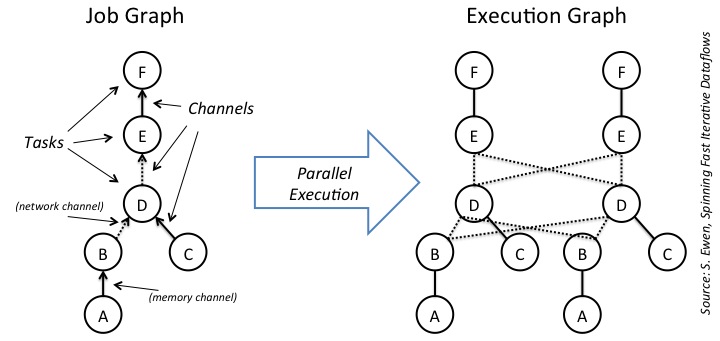 Job Graph
Execution Graph
F
Channels
Tasks
E
(network channel)
D
B
C
(memory channel)
A
Parallel
Execution
F
F
E
E
D
D
B
C
B
C
A
A
Source: S. Ewen, Spinning Fast Iterative Dataflows